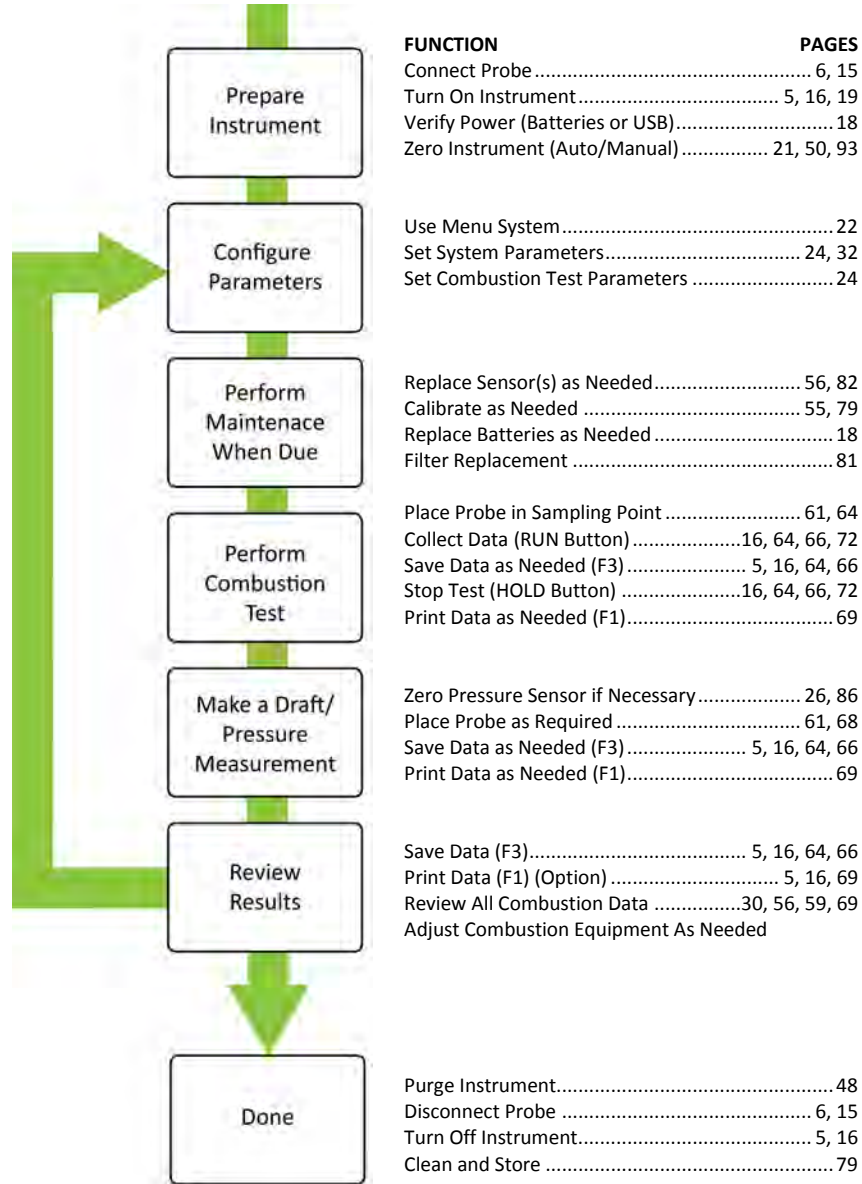 FUNCTION PAGES
Prepare
Instrument
Connect Probe.................................................... 6, 15
Turn On Instrument...................................... 5, 16, 19
Verify Power (Batteries or USB)..............................18
Zero Instrument (Auto/Manual)................ 21, 50, 93
Configure
Parameters
Use Menu System....................................................22
Set System Parameters..................................... 24, 32
Set Combustion Test Parameters ...........................24
Perform
Maintenace
When Due
Replace Sensor(s) as Needed............................ 56, 82
Calibrate as Needed ......................................... 55, 79
Replace Batteries as Needed..................................18
Filter Replacement .................................................81
Perform
Combustion
Test
Place Probe in Sampling Point .......................... 61, 64
Collect Data (RUN Button)....................16, 64, 66, 72
Save Data as Needed (F3)....................... 5, 16, 64, 66
Stop Test (HOLD Button) .....................16, 64, 66, 72
Print Data as Needed (F1).......................................69
Make a Draft/
Pressure
Measurement
Zero Pressure Sensor if Necessary.................... 26, 86
Place Probe as Required ................................... 61, 68
Save Data as Needed (F3)....................... 5, 16, 64, 66
Print Data as Needed (F1).......................................69
Review
Results
Save Data (F3)........................................ 5, 16, 64, 66
Print Data (F1) (Option) ................................ 5, 16, 69
Review All Combustion Data ................30, 56, 59, 69
Adjust Combustion Equipment As Needed
Done
Purge Instrument....................................................48
Disconnect Probe ................................................ 6, 15
Turn Off Instrument............................................ 5, 16
Clean and Store ......................................................79